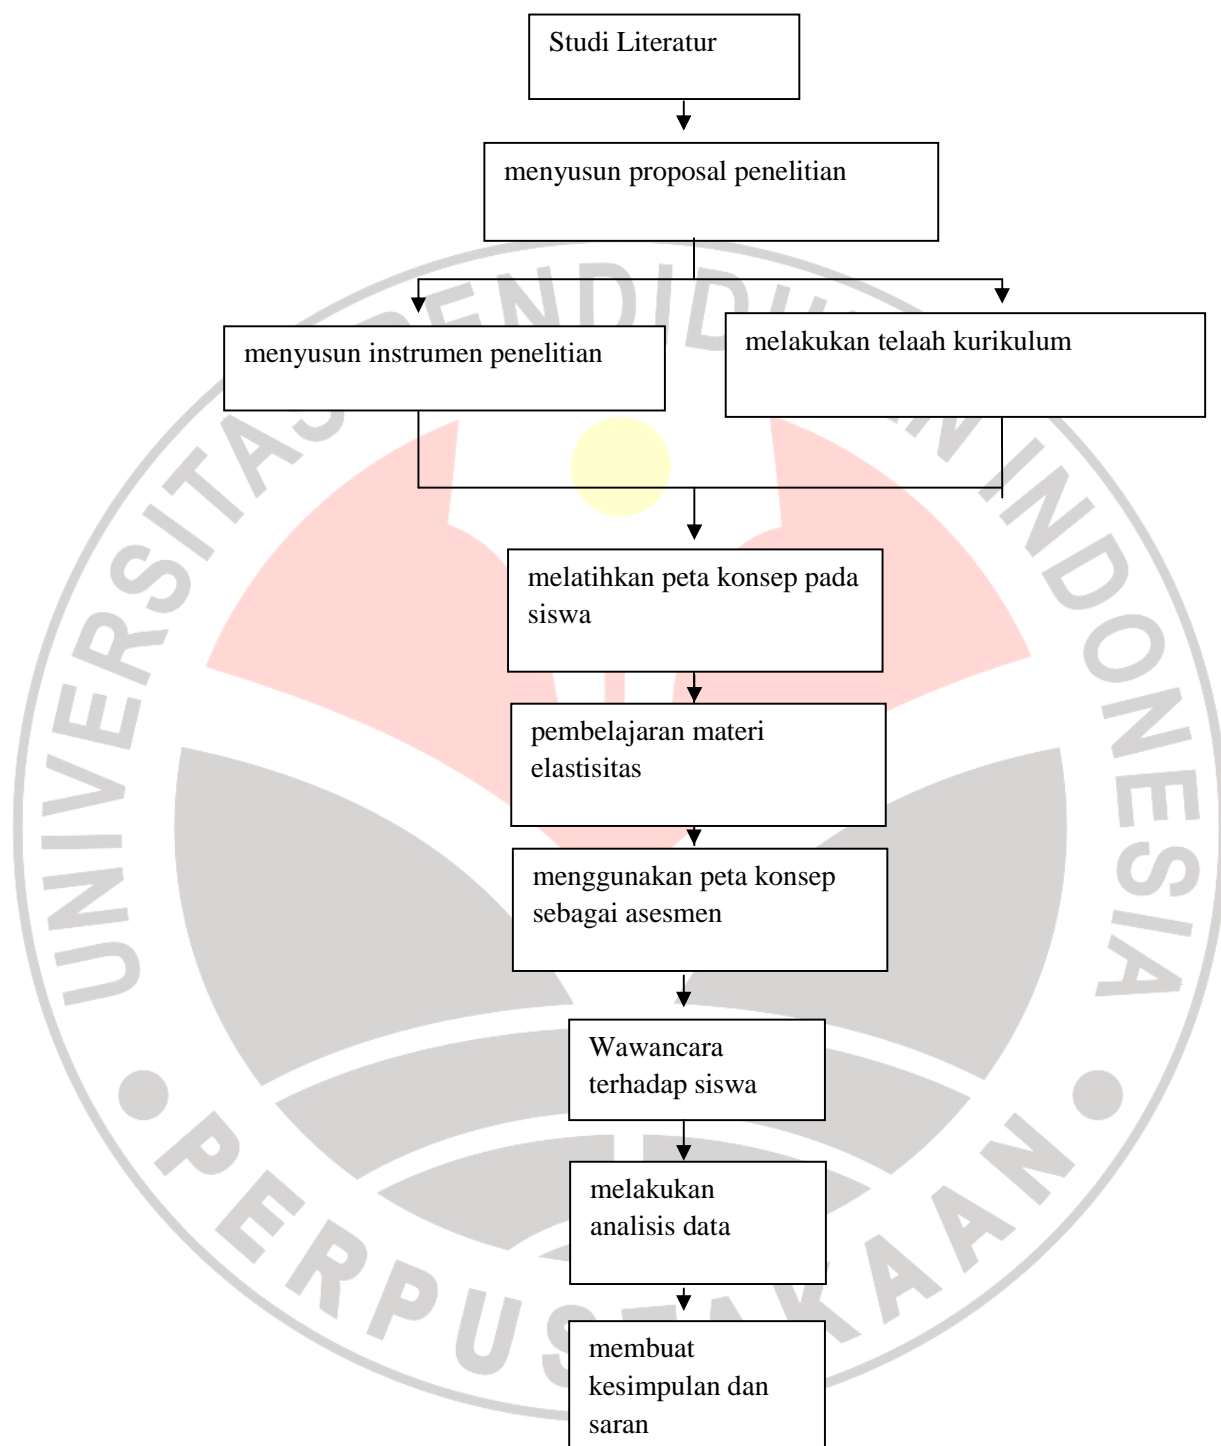 Studi Literatur
menyusun proposal penelitian
menyusun instrumen penelitian
melakukan telaah kurikulum
melatihkan peta konsep pada
siswa
pembelajaran materi
elastisitas
menggunakan peta konsep
sebagai asesmen
Wawancara
terhadap siswa
melakukan
analisis data
membuat
kesimpulan dan
saran
UNIVERSITAS PENDIDIKAN INDONESIA
PERPUSTAKAAN